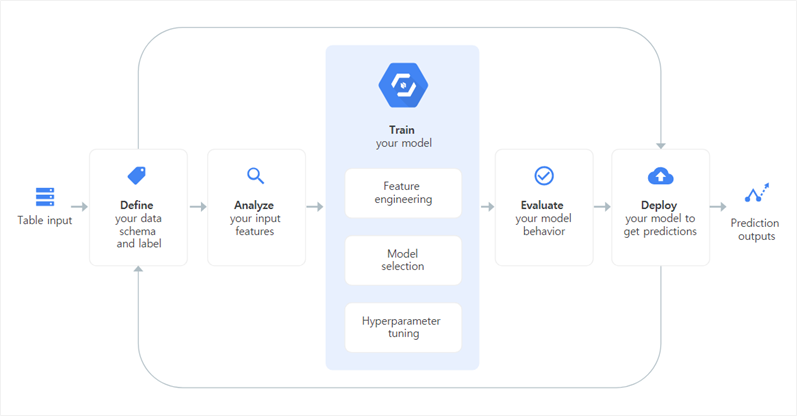 Table input
Define
your data
schema
and label
Analyze
your input
features
Train
your model
Feature
engineering
Model
selection
Hyperparameter
tuning
Evaluate
your model
behavior
Deploy
your model to
get predictions
Prediction
outputs